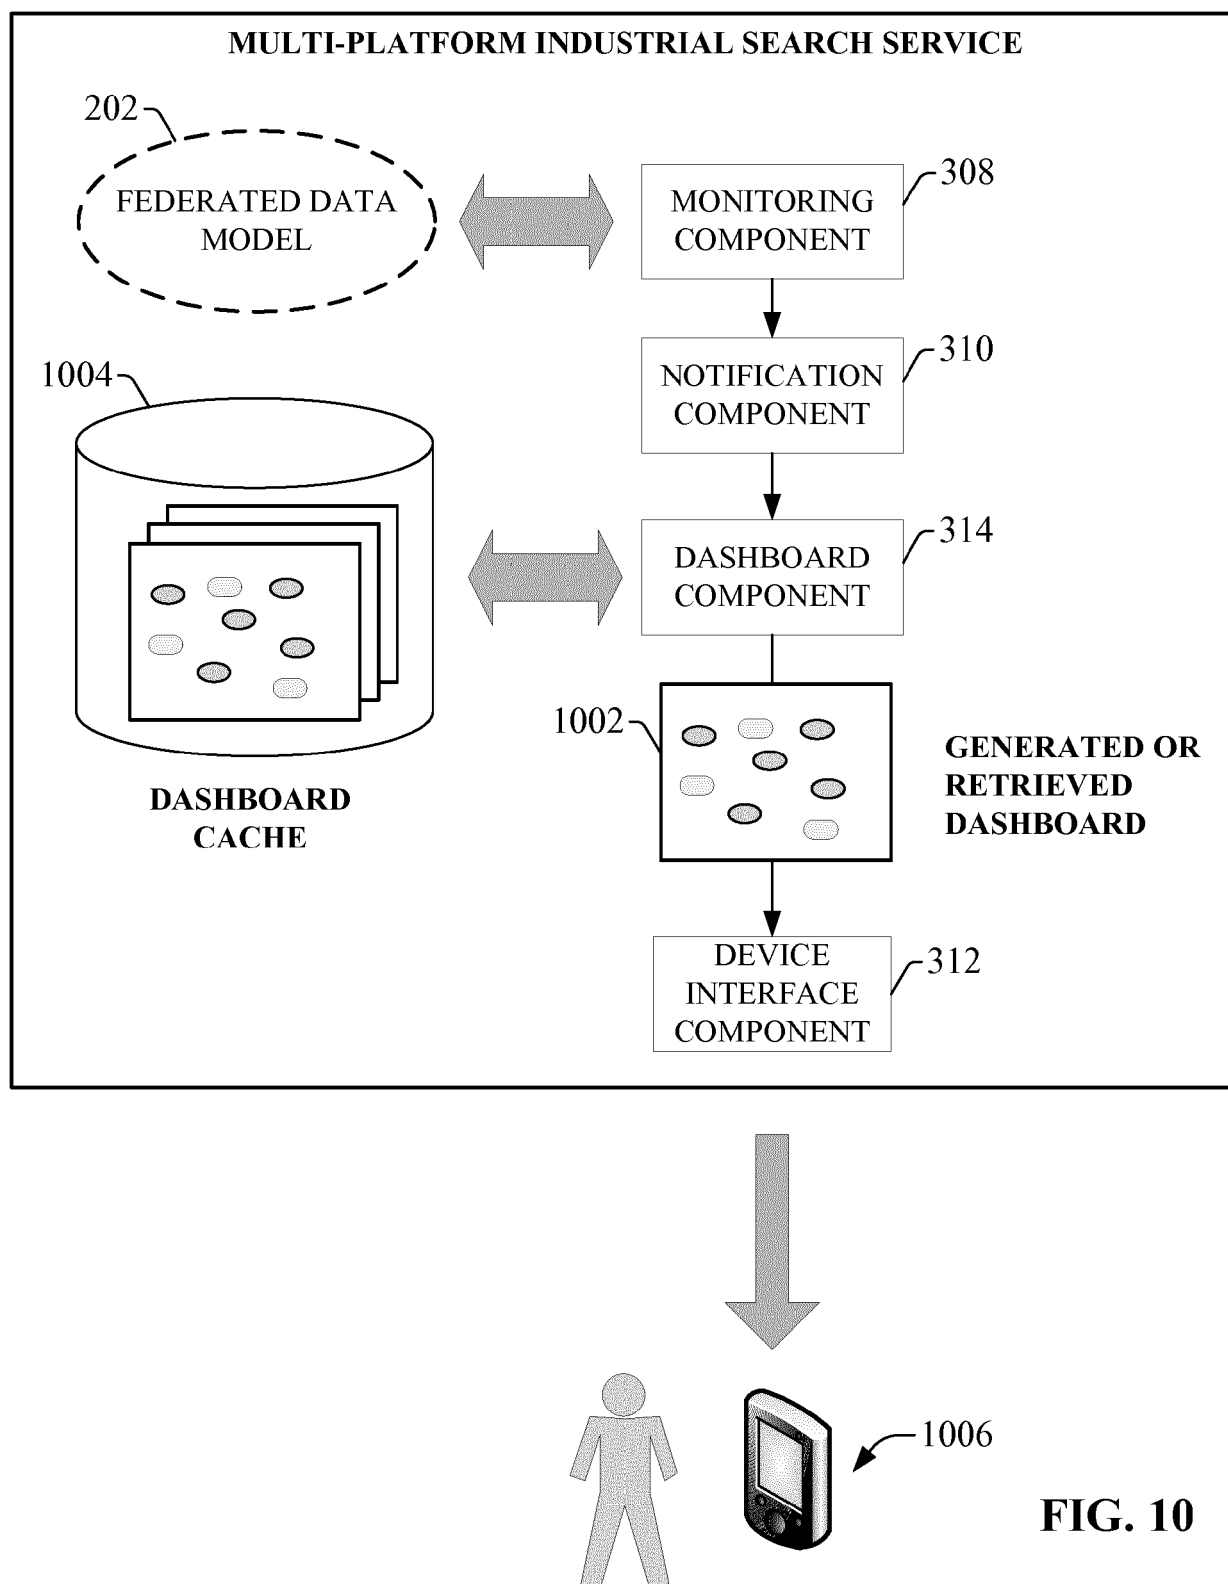 MULTI-PLATFORM INDUSTRIAL SEARCH SERVICE
202
FEDERATED DATA
MODEL
308
MONITORING
COMPONENT
310
NOTIFICATION
COMPONENT
1004
314
DASHBOARD
COMPONENT
DASHBOARD
CACHE
1002
GENERATED OR
RETRIEVED
DASHBOARD
312
DEVICE
INTERFACE
COMPONENT
1006
FIG. 10